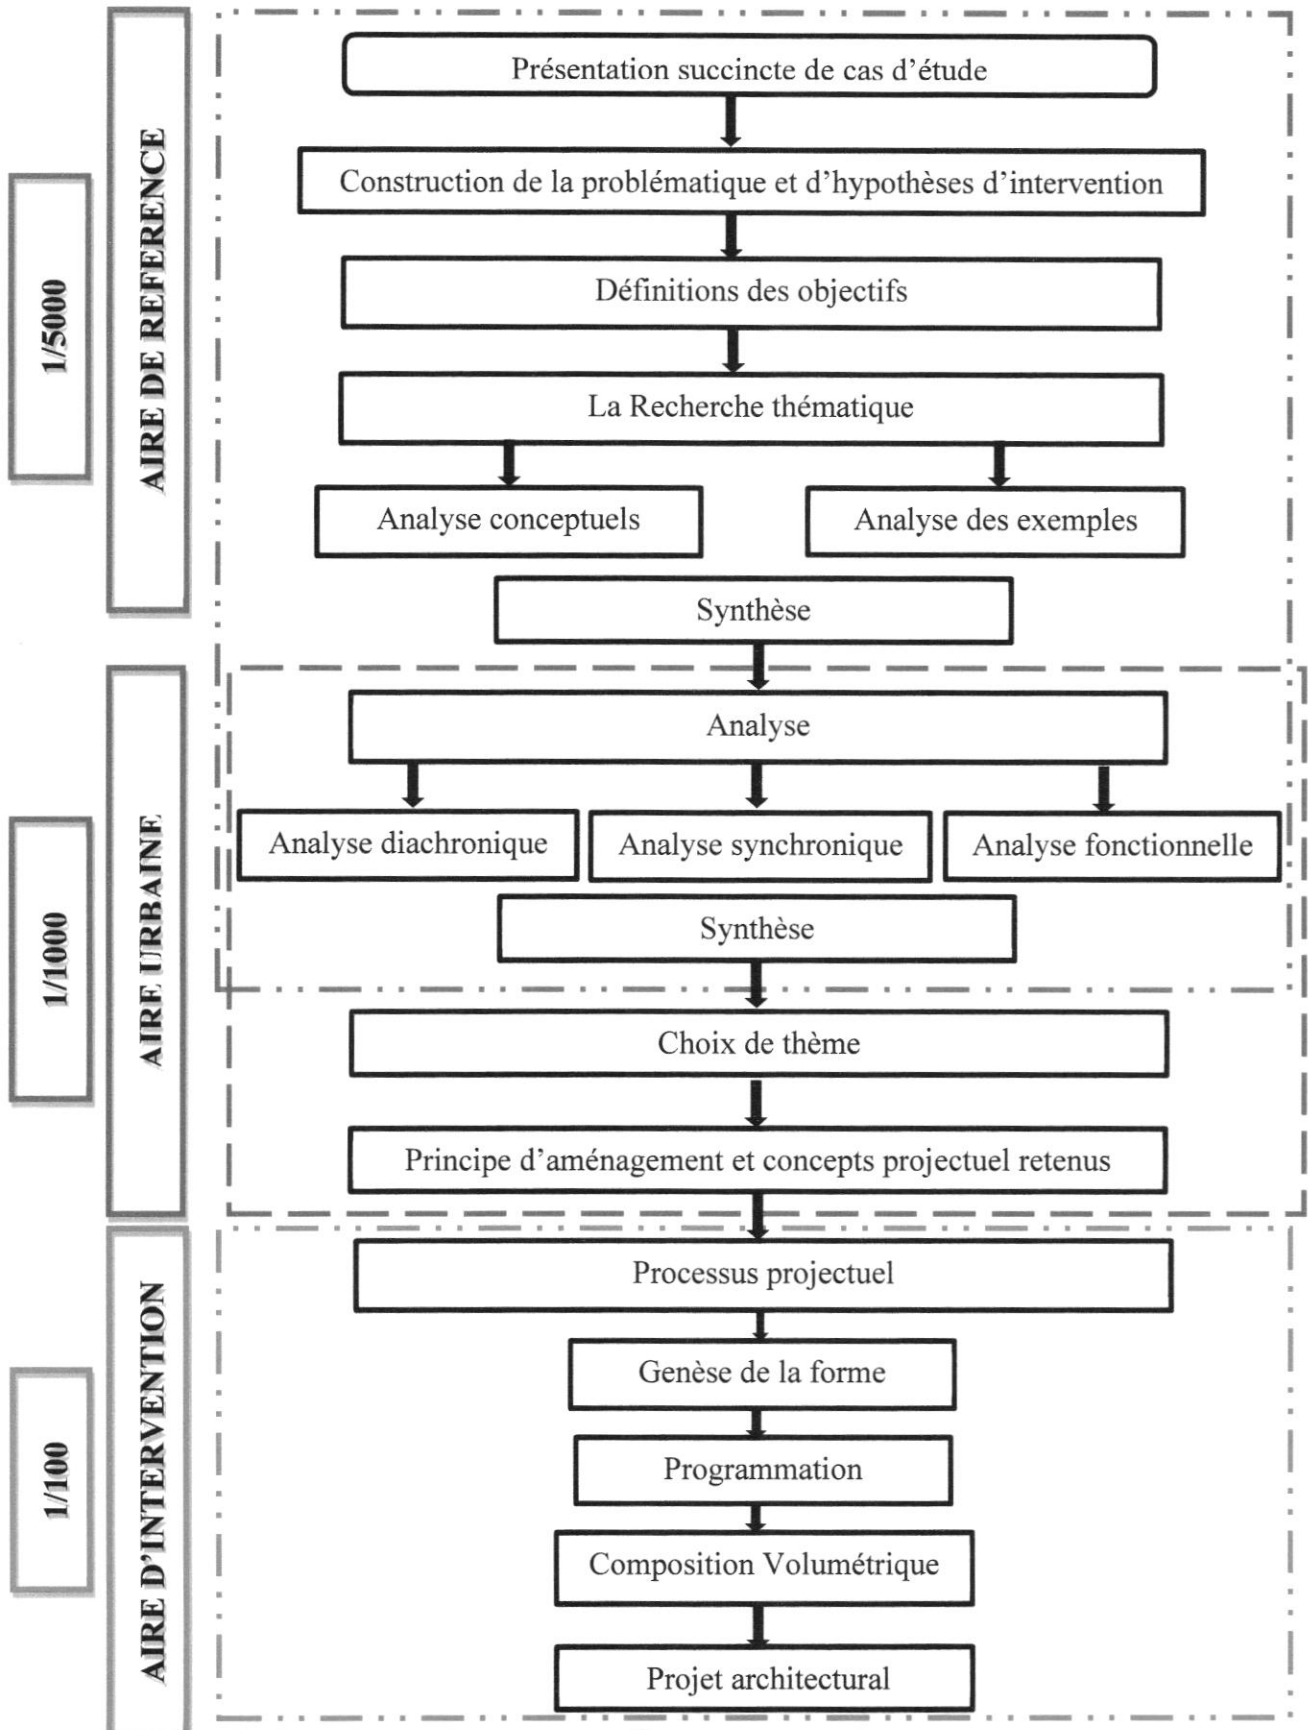 1/5000
AIRE DE REFERENCE
Présentation succincte de cas d'étude
Construction de la problématique et d'hypothèses d'intervention
Définitions des objectifs
La Recherche thématique
Analyse conceptuels
Analyse des exemples
Synthèse
1/1000
AIRE URBAINE
Analyse
Analyse diachronique
Analyse synchronique
Analyse fonctionnelle
Synthèse
Choix de thème
Principe d'aménagement et concepts projectuel retenus
1/100
AIRE D'INTERVENTION
Processus projectuel
Genèse de la forme
Programmation
Composition Volumétrique
Projet architectural